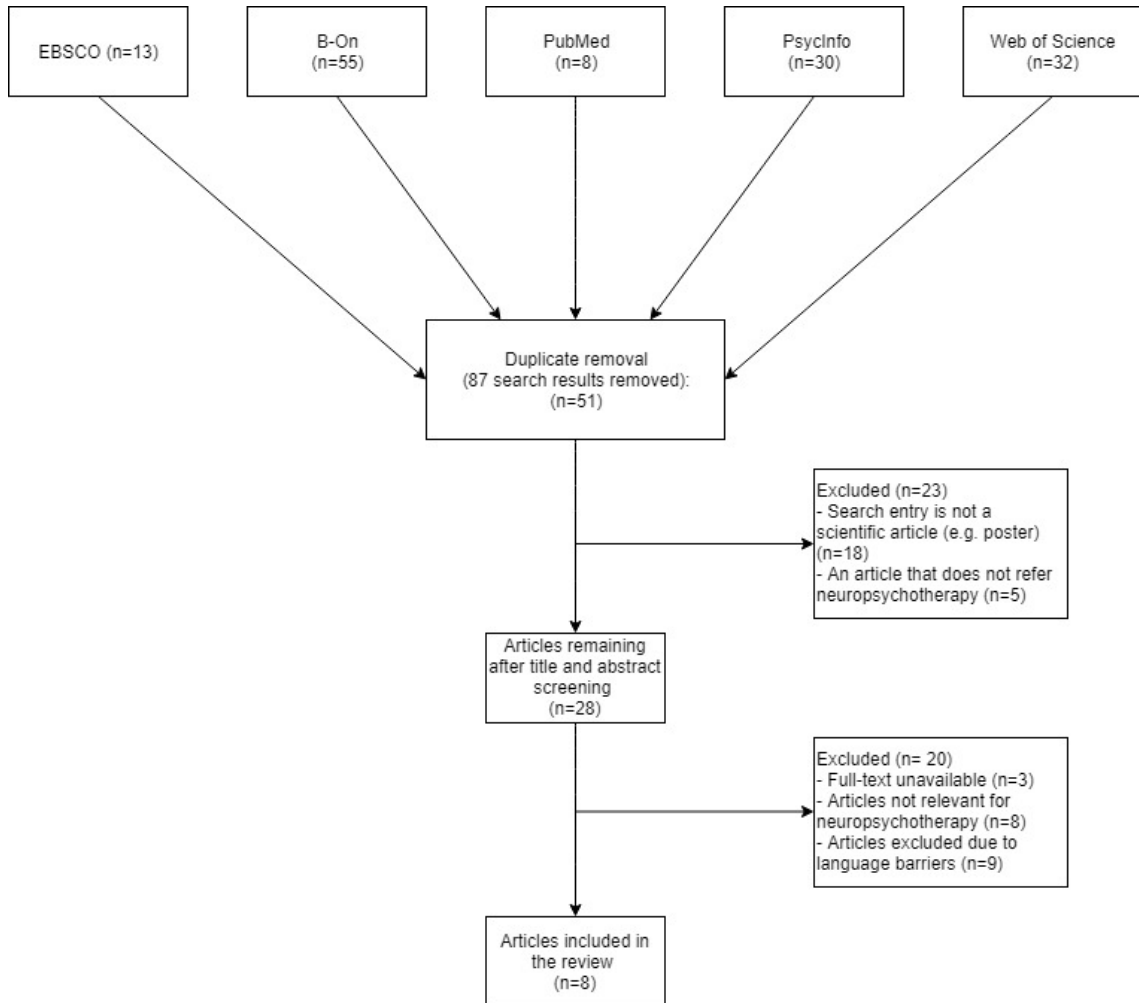 EBSCO (n=13)
B-On
(n=55)
PubMed
(n=8)
PsycInfo
(n=30)
Web of Science
(n=32)
Duplicate removal
(87 search results removed):
(n=51)
Excluded (n=23)
- Search entry is not a
scientific article (e.g. poster)
(n=18)
- An article that does not refer
neuropsychotherapy (n=5)
Articles remaining
after title and abstract
screening
(n=28)
Excluded (n= 20)
- Full-text unavailable (n=3)
- Articles not relevant for
neuropsychotherapy (n=8)
- Articles excluded due to
language barriers (n=9)
Articles included in
the review
(n=8)